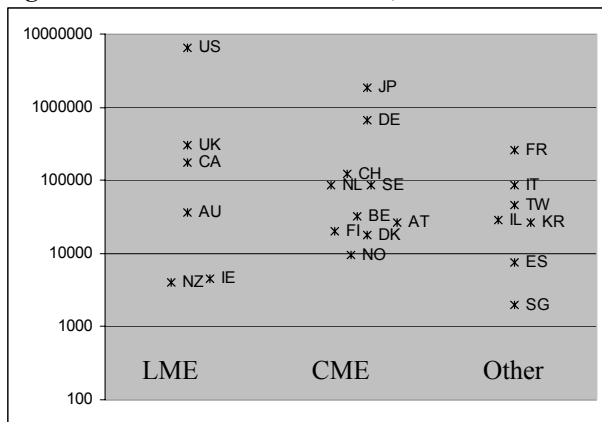 10000000
US
JP
1000000
DE
UK
FR
CA
CH
100000
NL SE
IT
TW
AU
BE
AT
IL
KR
FI
DK
10000
NO
ES
NZ
IE
SG
1000
LME CME Other
100